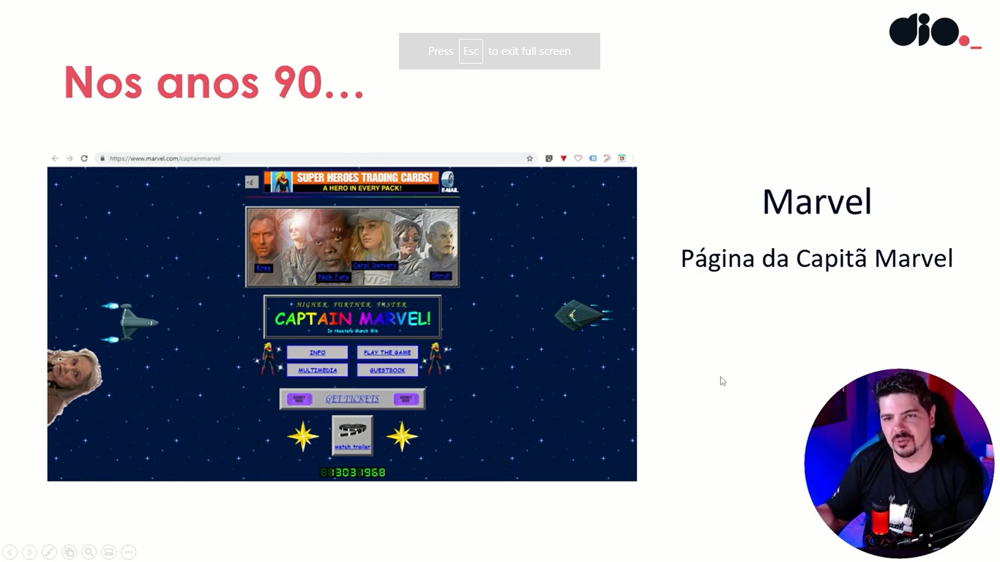 dio._
Press Esc to exit full screen
Nos anos 90...
https://www.marvel.com/captainmarvel
SUPER HEROES TRADING CARDS!
A HERO IN EVERY PACK!
E-MAIL
Kree
Nick Fury
Carol Danvers
Skrull
HIGHER. FURTHER. FASTER.
CAPTAIN MARVEL!
In theaters March 8th
INFO
PLAY THE GAME
MULTIMEDIA
GUESTBOOK
GET TICKETS
watch trailer
13031968
Marvel
Página da Capitã Marvel